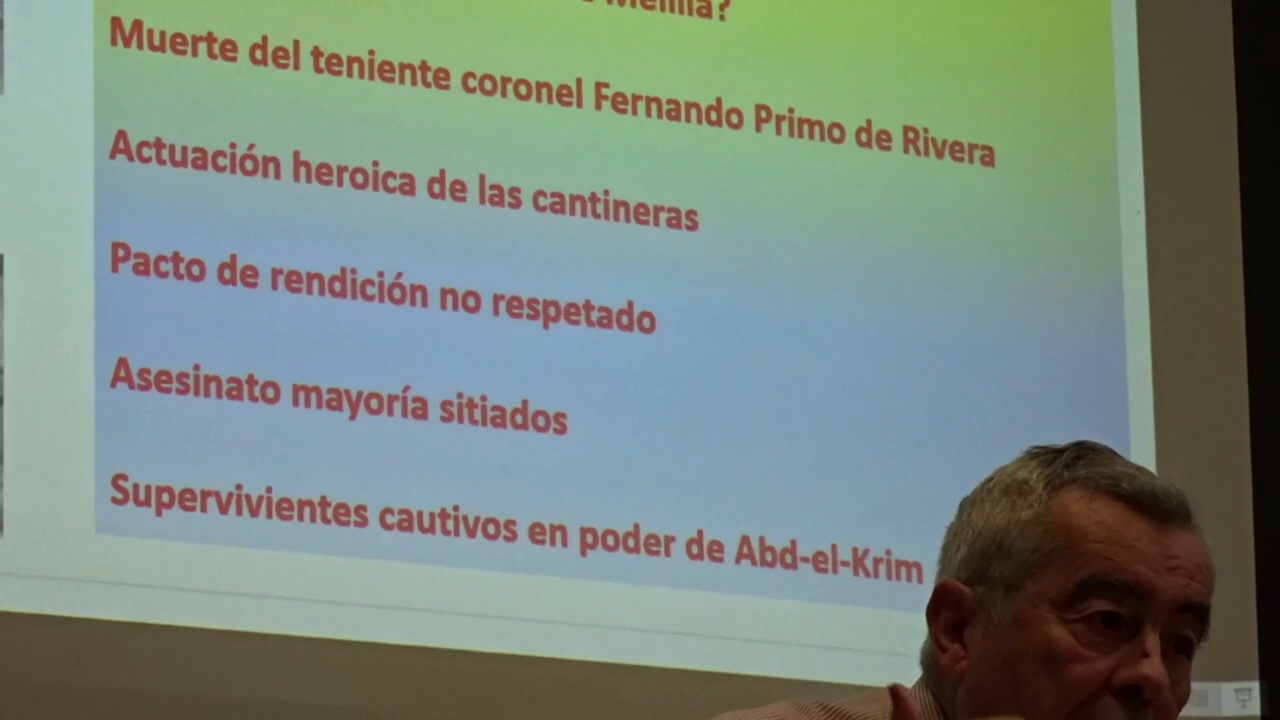 Melilla?
Muerte del teniente coronel Fernando Primo de Rivera
Actuación heroica de las cantineras
Pacto de rendición no respetado
Asesinato mayoría sitiados
Supervivientes cautivos en poder de Abd-el-Krim